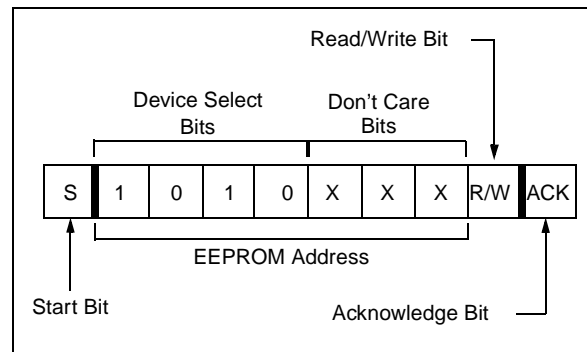 Read/Write Bit
Device Select
Bits
Don't Care
Bits
S 1 0 1 0 X X X R/W ACK
EEPROM Address
Start Bit
Acknowledge Bit